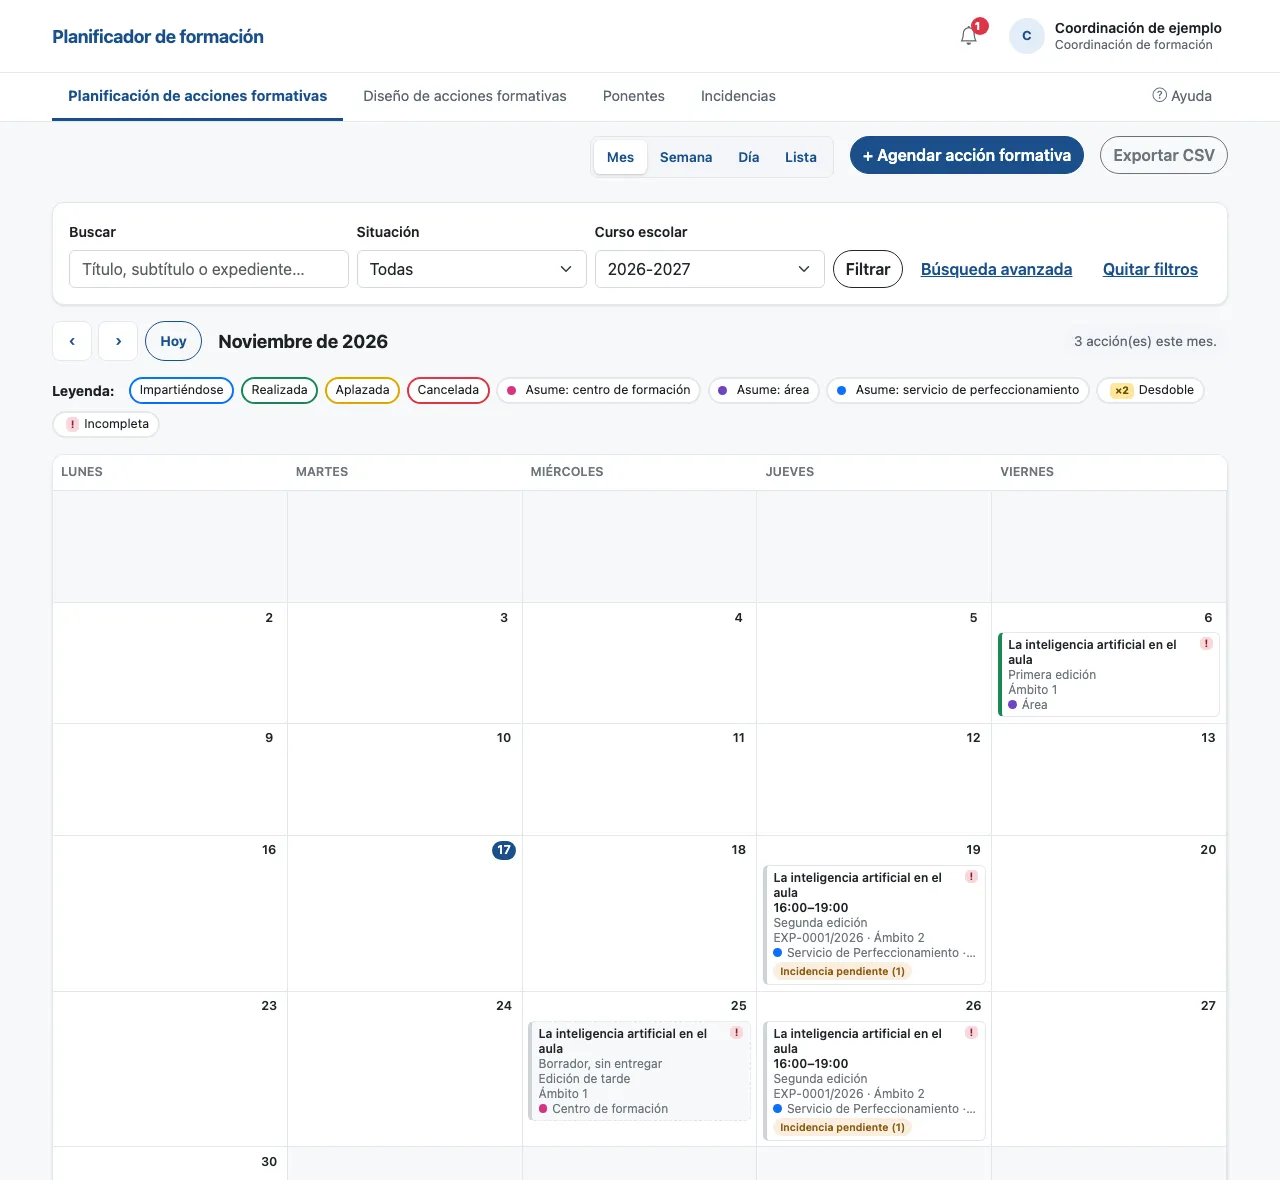 Planificador de formación
1
C
Coordinación de ejemplo
Coordinación de formación
Planificación de acciones formativas
Diseño de acciones formativas
Ponentes
Incidencias
? Ayuda
Mes
Semana
Día
Lista
+ Agendar acción formativa
Exportar CSV
Buscar
Situación
Curso escolar
Título, subtítulo o expediente...
Todas
2026-2027
Filtrar
Búsqueda avanzada
Quitar filtros
‹
›
Hoy
Noviembre de 2026
3 acción(es) este mes.
Leyenda:
Impartiéndose
Realizada
Aplazada
Cancelada
Asume: centro de formación
Asume: área
Asume: servicio de perfeccionamiento
×2 Desdoble
! Incompleta
LUNES
MARTES
MIÉRCOLES
JUEVES
VIERNES
2
3
4
5
6
La inteligencia artificial en el !
aula
Primera edición
Ámbito 1
Área
9
10
11
12
13
16
17
18
19
La inteligencia artificial en el !
aula
16:00–19:00
Segunda edición
EXP-0001/2026 · Ámbito 2
Servicio de Perfeccionamiento ·...
Incidencia pendiente (1)
20
23
24
25
La inteligencia artificial en el !
aula
Borrador, sin entregar
Edición de tarde
Ámbito 1
Centro de formación
26
La inteligencia artificial en el !
aula
16:00–19:00
Segunda edición
EXP-0001/2026 · Ámbito 2
Servicio de Perfeccionamiento ·...
Incidencia pendiente (1)
27
30